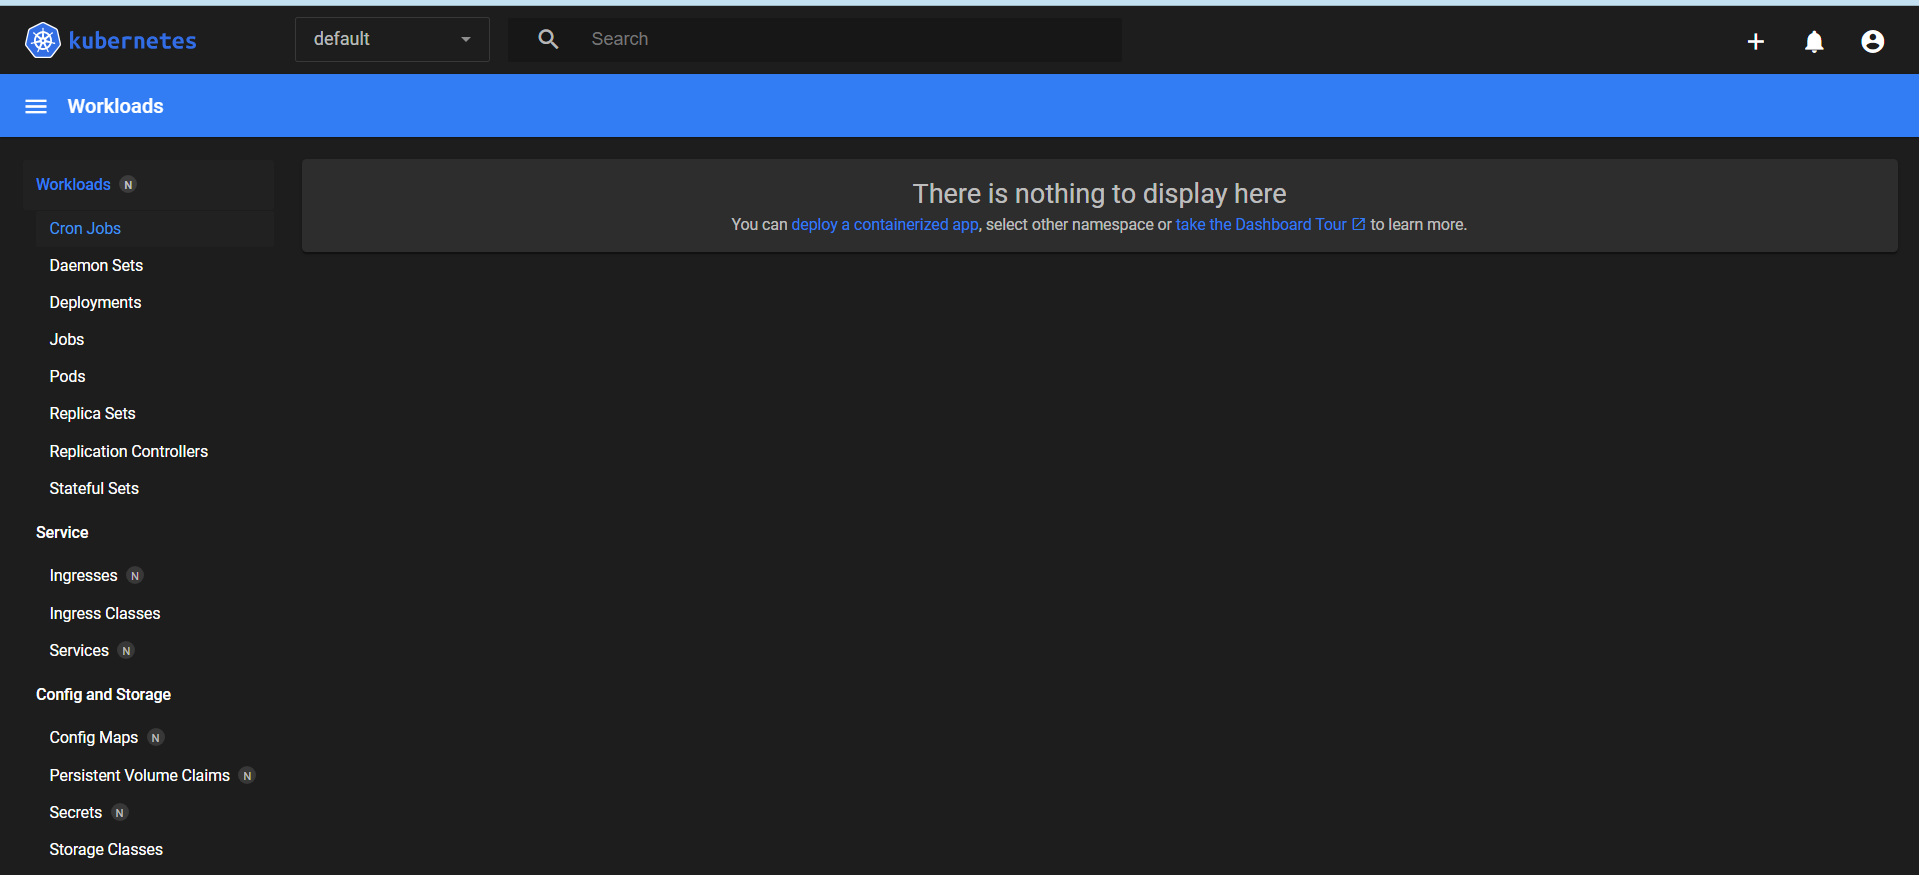 kubernetes
default
Search
Workloads
Workloads N
Cron Jobs
Daemon Sets
Deployments
Jobs
Pods
Replica Sets
Replication Controllers
Stateful Sets
Service
Ingresses N
Ingress Classes
Services N
Config and Storage
Config Maps N
Persistent Volume Claims N
Secrets N
Storage Classes
There is nothing to display here
You can deploy a containerized app, select other namespace or take the Dashboard Tour to learn more.